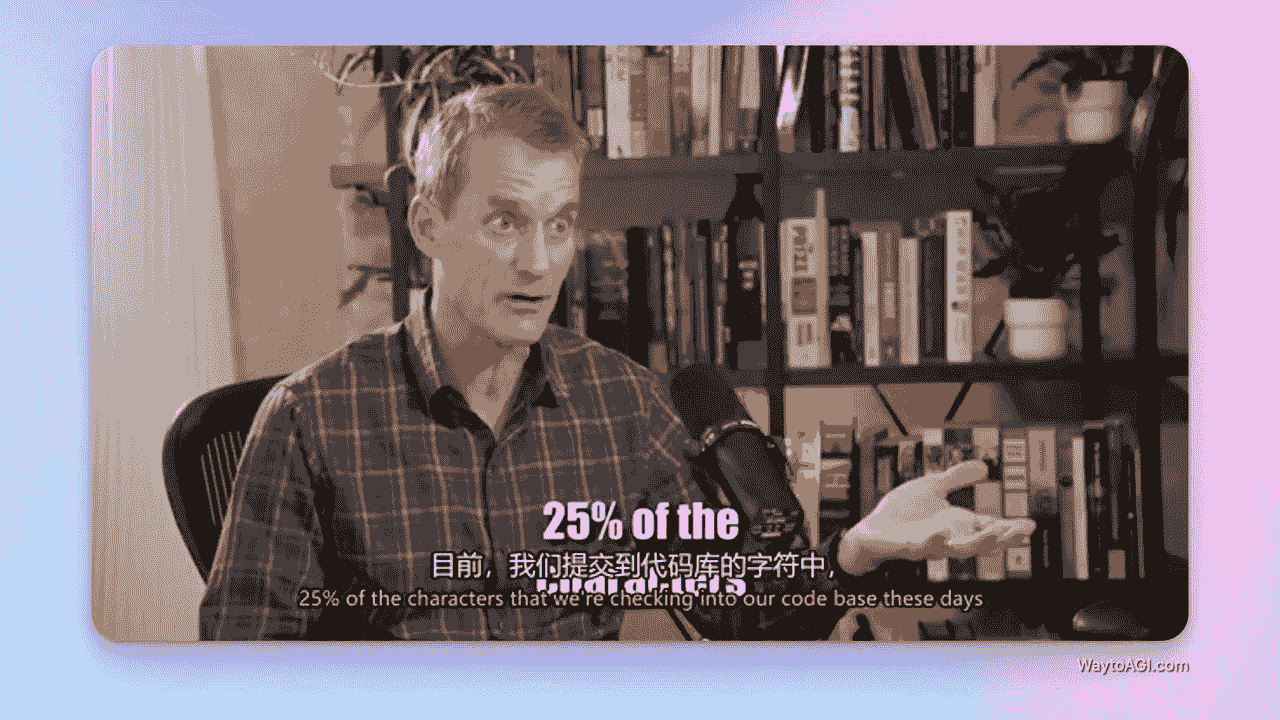 25% of the
目前，我们提交到代码库的字符中，
characters
25% of the characters that we're checking into our code base these days
WaytoAGI.com